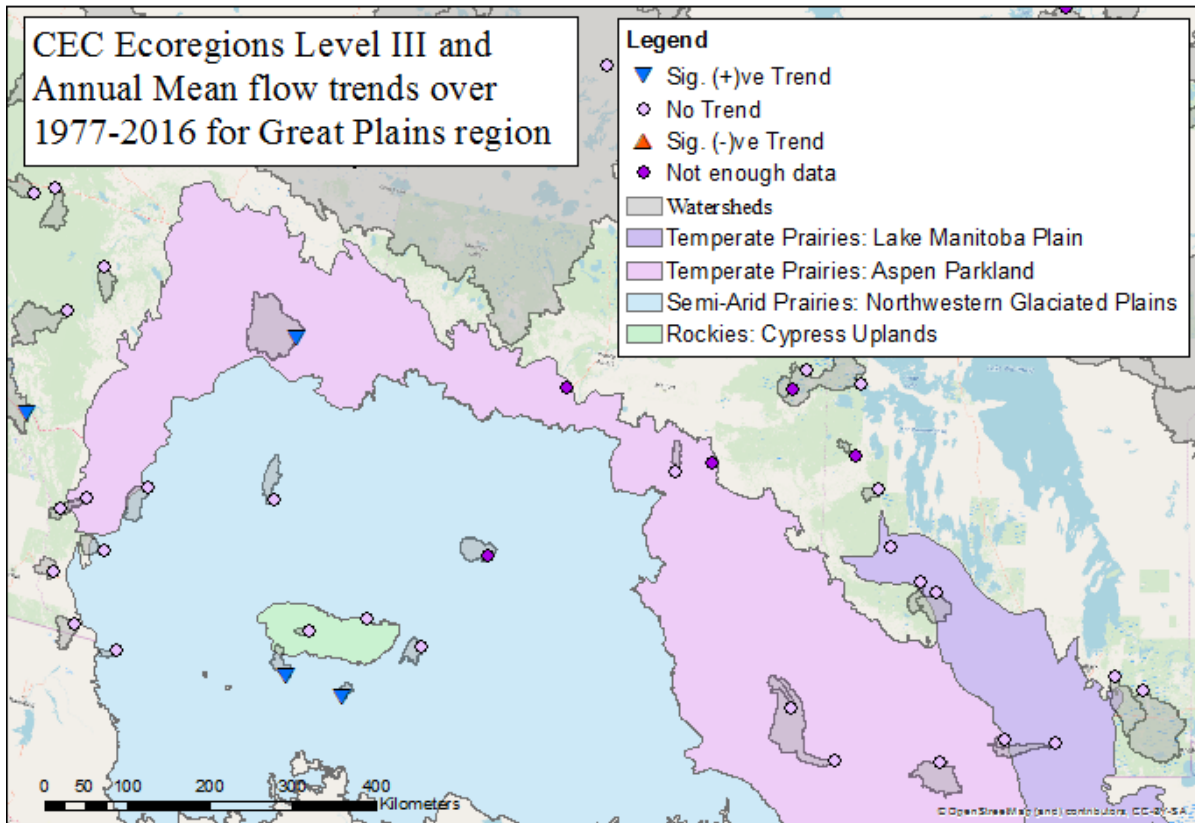 CEC Ecoregions Level III and
Annual Mean flow trends over
1977-2016 for Great Plains region
Legend
Sig. (+)ve Trend
No Trend
Sig. (-)ve Trend
Not enough data
Watersheds
Temperate Prairies: Lake Manitoba Plain
Temperate Prairies: Aspen Parkland
Semi-Arid Prairies: Northwestern Glaciated Plains
Rockies: Cypress Uplands
0 50 100 200 300 400
Kilometers
© OpenStreetMap (and) contributors, CC-BY-SA